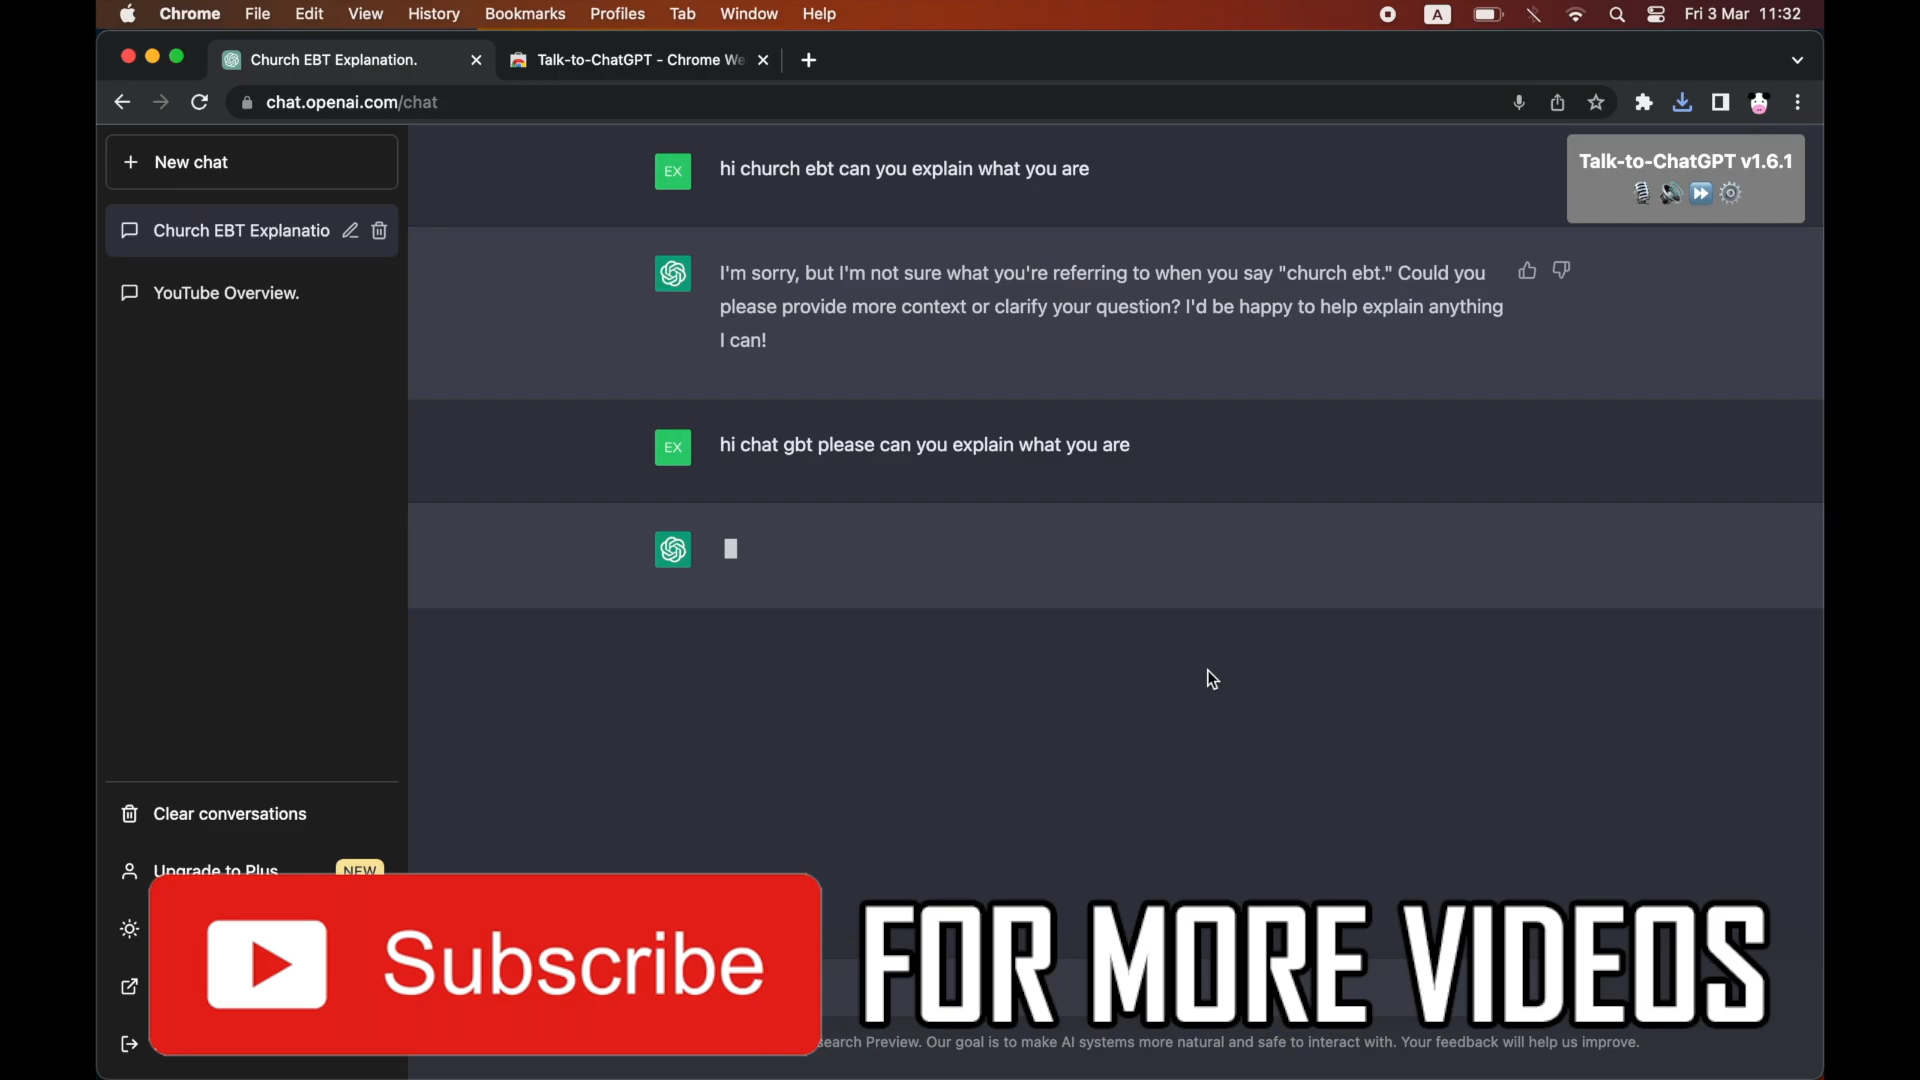 Chrome File Edit View History Bookmarks Profiles Tab Window Help A Fri 3 Mar 11:32
Church EBT Explanation. Talk-to-ChatGPT - Chrome We
chat.openai.com/chat
New chat
Church EBT Explanatio
YouTube Overview.
EX hi church ebt can you explain what you are
Talk-to-ChatGPT v1.6.1
I'm sorry, but I'm not sure what you're referring to when you say "church ebt." Could you
please provide more context or clarify your question? I'd be happy to help explain anything
I can!
EX hi chat gbt please can you explain what you are
Clear conversations
Upgrade to Plus NEW
Subscribe
FOR MORE VIDEOS
search Preview. Our goal is to make AI systems more natural and safe to interact with. Your feedback will help us improve.